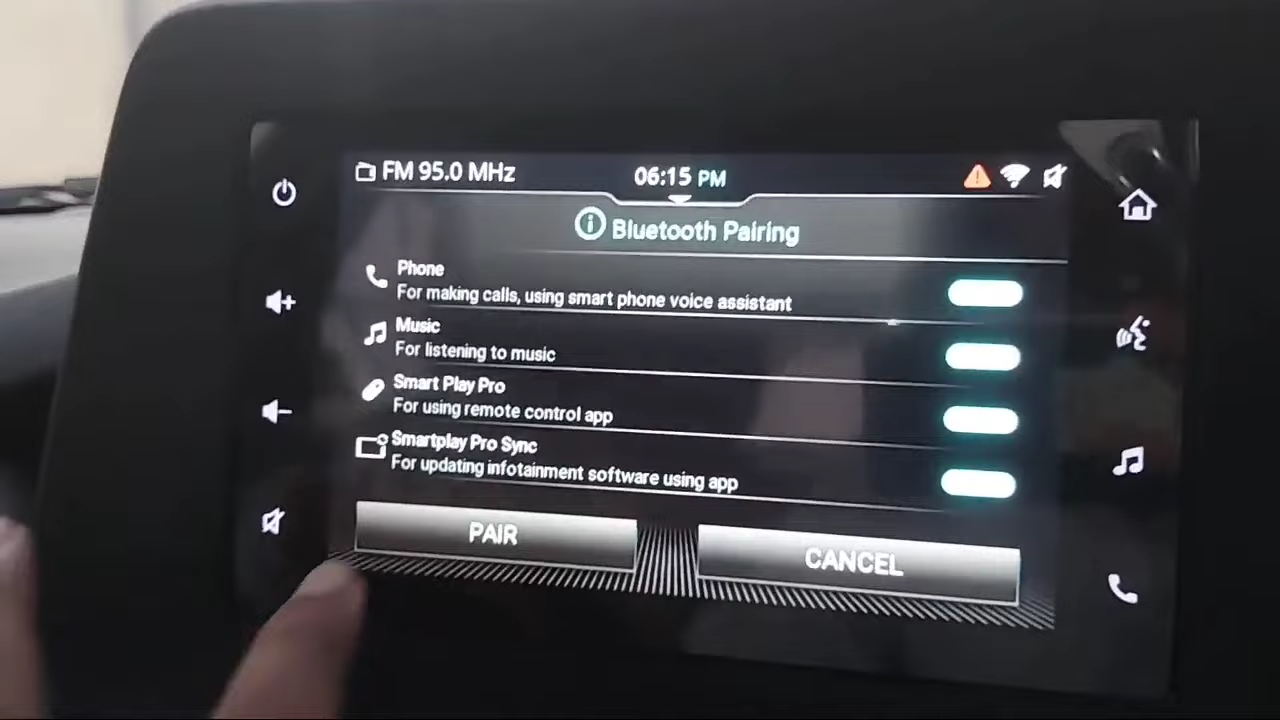 FM 95.0 MHz
06:15 PM
Bluetooth Pairing
Phone
For making calls, using smart phone voice assistant
Music
For listening to music
Smart Play Pro
For using remote control app
Smartplay Pro Sync
For updating infotainment software using app
PAIR
CANCEL